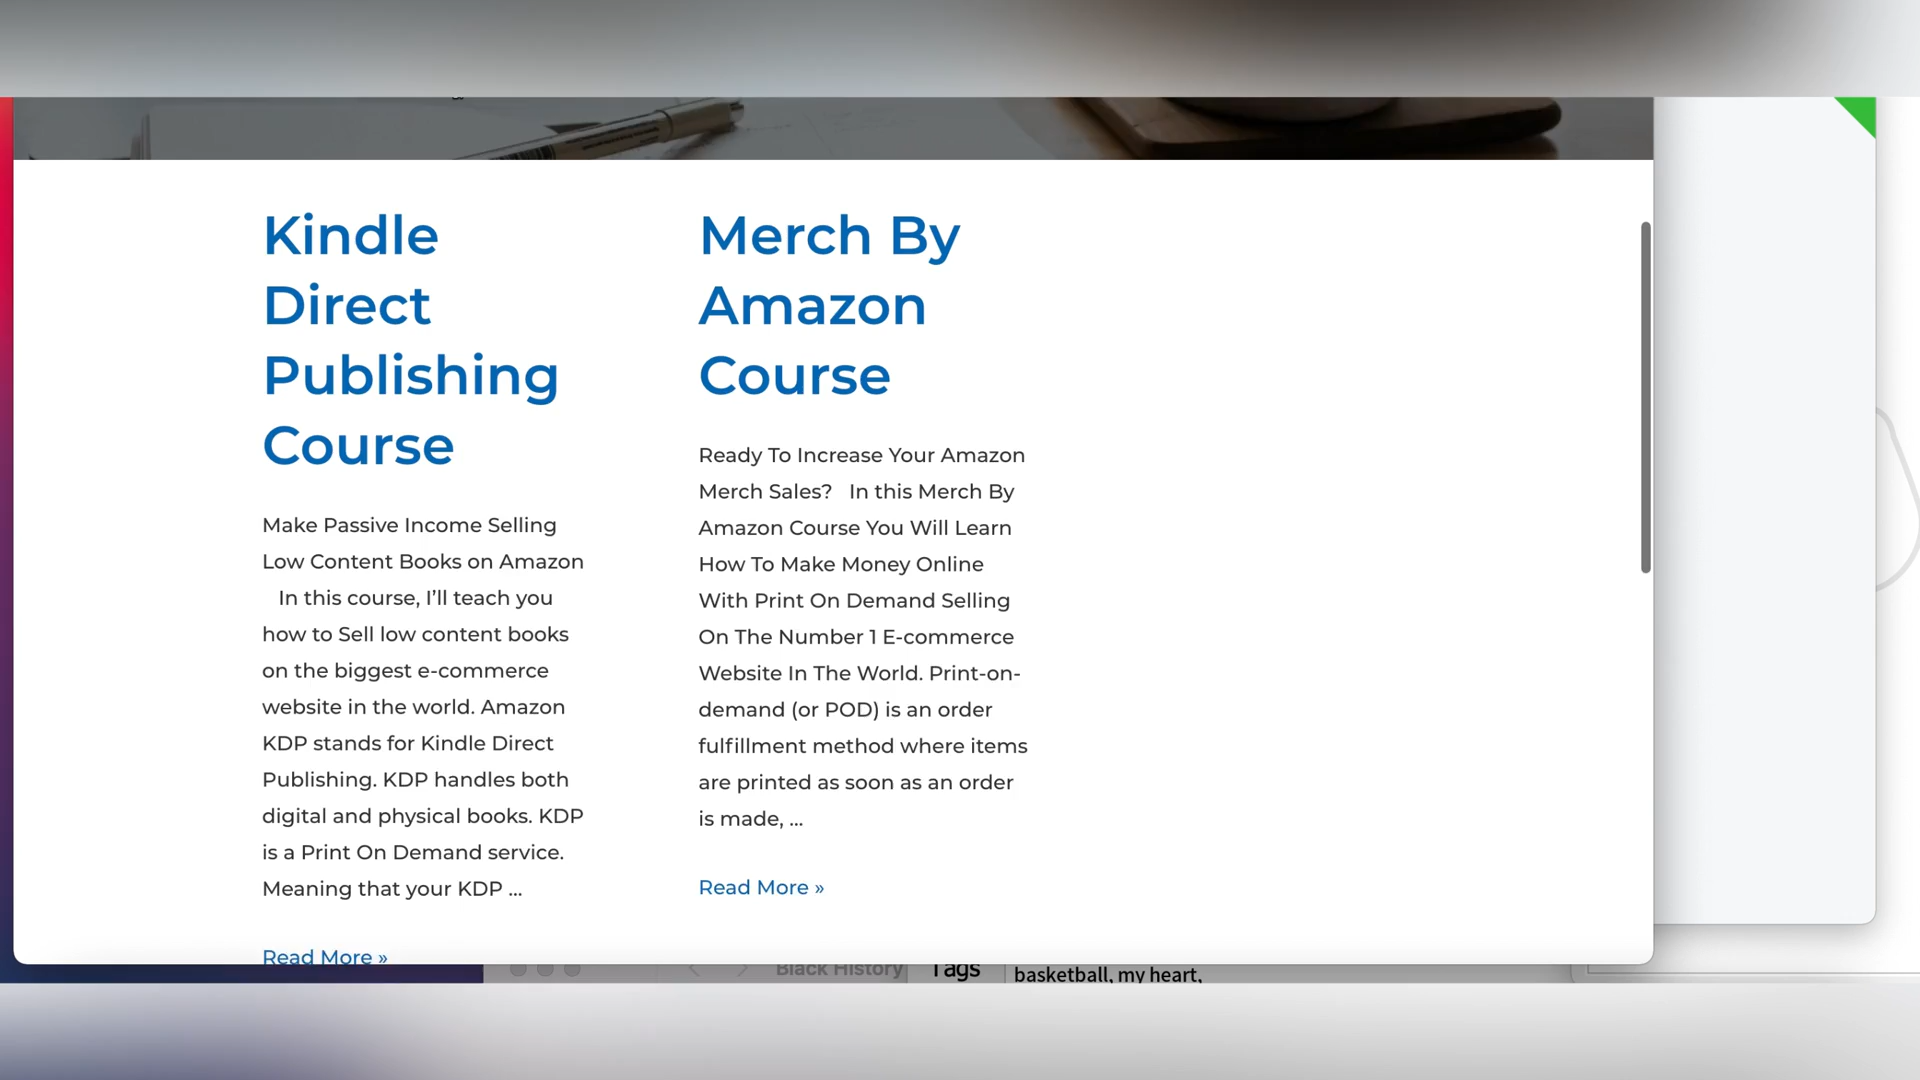 Kindle
Direct
Publishing
Course
Make Passive Income Selling
Low Content Books on Amazon
In this course, I’ll teach you
how to Sell low content books
on the biggest e-commerce
website in the world. Amazon
KDP stands for Kindle Direct
Publishing. KDP handles both
digital and physical books. KDP
is a Print On Demand service.
Meaning that your KDP ...
Read More »
Merch By
Amazon
Course
Ready To Increase Your Amazon
Merch Sales?   In this Merch By
Amazon Course You Will Learn
How To Make Money Online
With Print On Demand Selling
On The Number 1 E-commerce
Website In The World. Print-on-
demand (or POD) is an order
fulfillment method where items
are printed as soon as an order
is made, ...
Read More »
Black History
Tags
basketball, my heart,